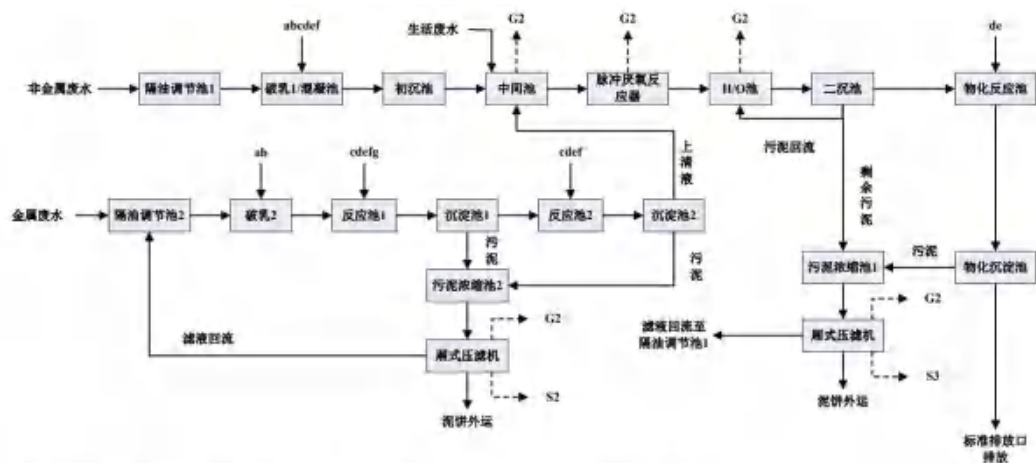 abcdef
生活废水
G2
G2
G2
de
非金属废水
隔油调节池1
破乳1/混凝池
初沉池
中间池
脉冲厌氧反
应器
H/O池
二沉池
物化反应池
污泥回流
上清液
剩余污泥
ab
cdefg
cdef
金属废水
隔油调节池2
破乳2
反应池1
沉淀池1
反应池2
沉淀池2
污泥
污泥
污泥
污泥浓缩池2
污泥浓缩池1
物化沉淀池
G2
G2
滤液回流
厢式压滤机
滤液回流至
隔油调节池1
厢式压滤机
S2
S3
泥饼外运
泥饼外运
标准排放口
排放